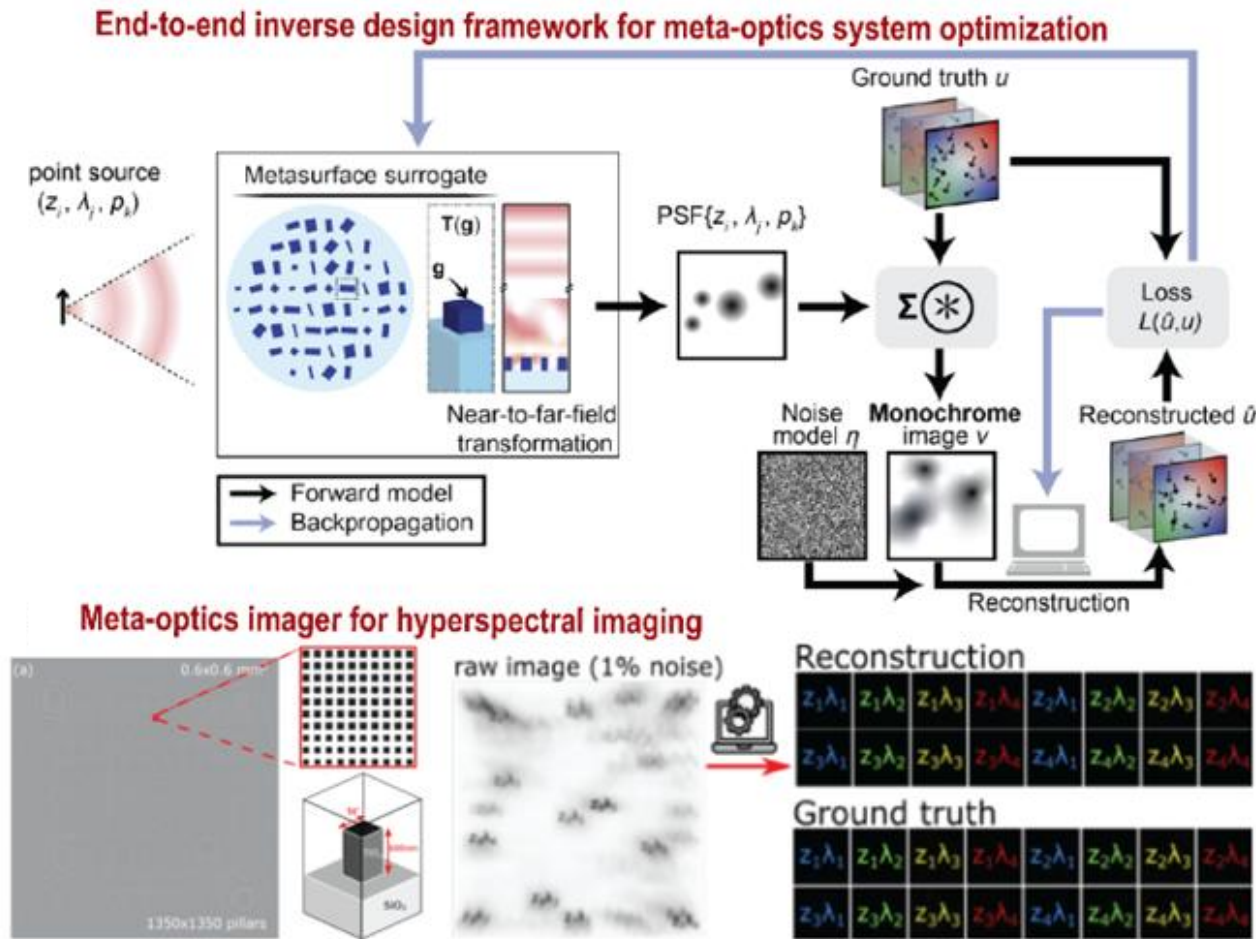 End-to-end inverse design framework for meta-optics system optimization
Ground truth u
point source
(zᵢ, λⱼ, pₖ)
Metasurface surrogate
T(g)
g
PSF{zᵢ, λⱼ, pₖ}
Σ
Loss
L(û,u)
Near-to-far-field
transformation
Noise
model η
Monochrome
image v
Reconstructed û
Forward model
Backpropagation
Reconstruction
Meta-optics imager for hyperspectral imaging
(a)
0.6x0.6 mm²
1350x1350 pillars
SiO₂
raw image (1% noise)
Reconstruction
z₁λ₁ z₁λ₂ z₁λ₃ z₁λ₄ z₂λ₁ z₂λ₂ z₂λ₃ z₂λ₄
z₃λ₁ z₃λ₂ z₃λ₃ z₃λ₄ z₄λ₁ z₄λ₂ z₄λ₃ z₄λ₄
Ground truth
z₁λ₁ z₁λ₂ z₁λ₃ z₁λ₄ z₂λ₁ z₂λ₂ z₂λ₃ z₂λ₄
z₃λ₁ z₃λ₂ z₃λ₃ z₃λ₄ z₄λ₁ z₄λ₂ z₄λ₃ z₄λ₄